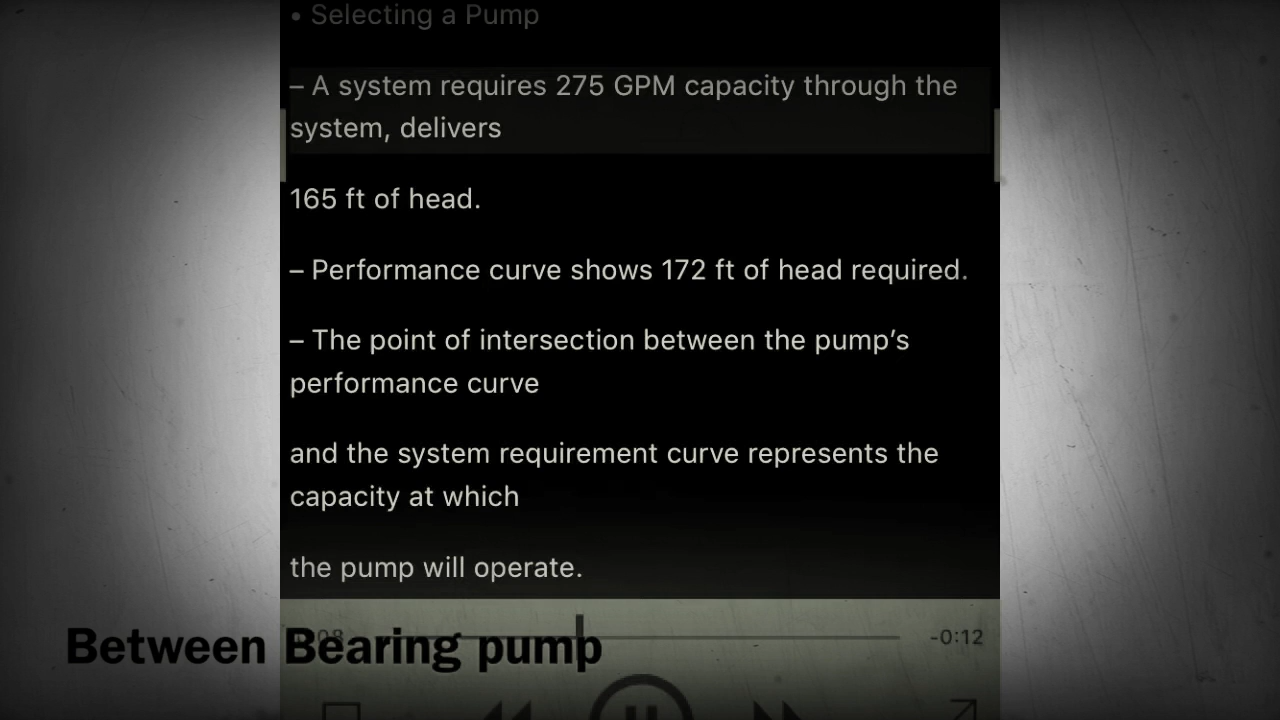 • Selecting a Pump
– A system requires 275 GPM capacity through the
system, delivers
165 ft of head.
– Performance curve shows 172 ft of head required.
– The point of intersection between the pump’s
performance curve
and the system requirement curve represents the
capacity at which
the pump will operate.
-0:12
Between Bearing pump